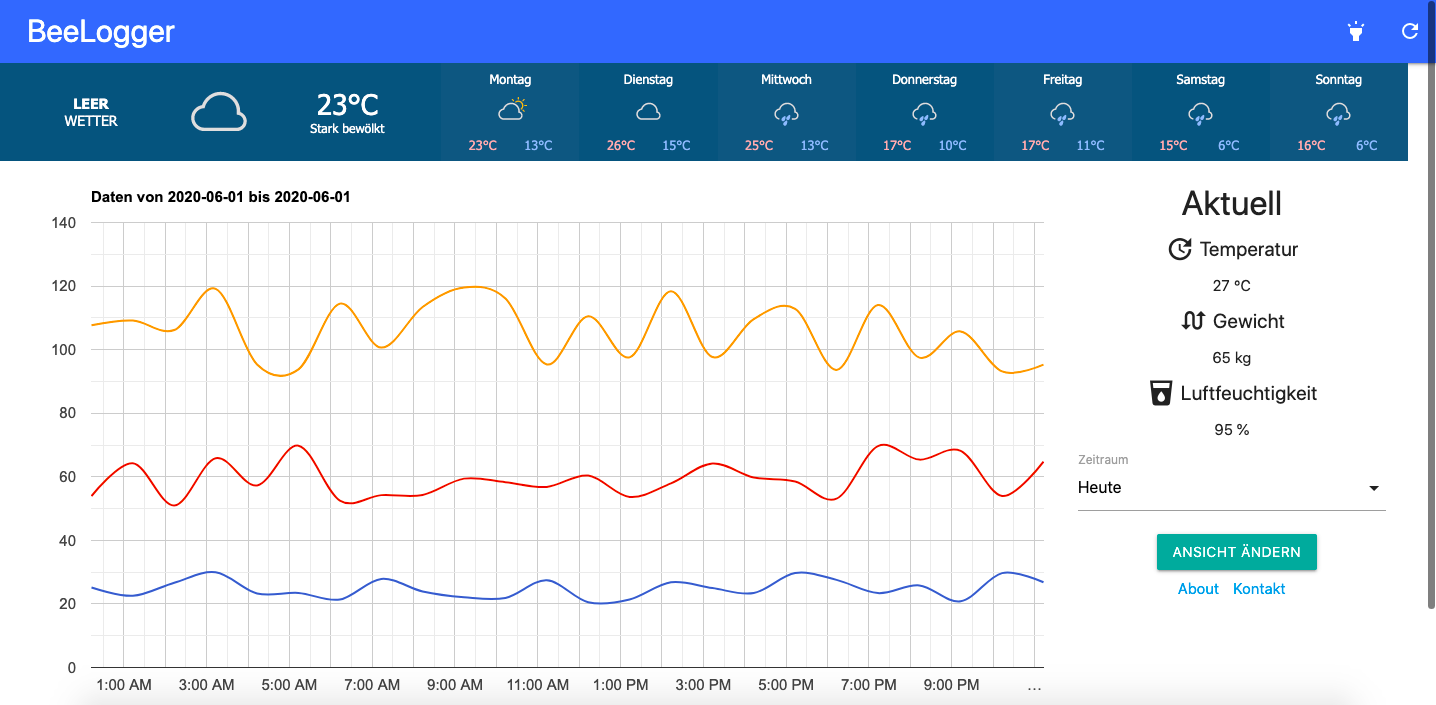 BeeLogger
LEER
WETTER
23°C
Stark bewölkt
Montag
23°C 13°C
Dienstag
26°C 15°C
Mittwoch
25°C 13°C
Donnerstag
17°C 10°C
Freitag
17°C 11°C
Samstag
15°C 6°C
Sonntag
16°C 6°C
Daten von 2020-06-01 bis 2020-06-01
140
120
100
80
60
40
20
0
1:00 AM 3:00 AM 5:00 AM 7:00 AM 9:00 AM 11:00 AM 1:00 PM 3:00 PM 5:00 PM 7:00 PM 9:00 PM ...
Aktuell
Temperatur
27 °C
Gewicht
65 kg
Luftfeuchtigkeit
95 %
Zeitraum
Heute
ANSICHT ÄNDERN
About Kontakt